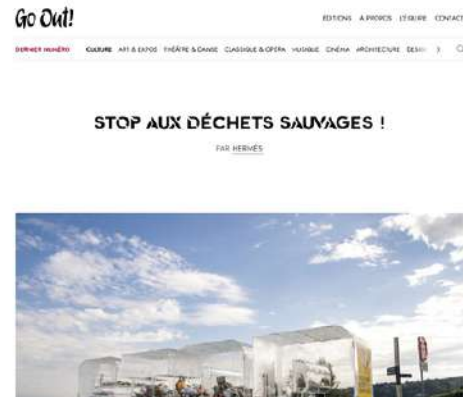 Go Out!
ÉDITIONS À PROPOS L'ÉQUIPE CONTACT
DERNIER NUMÉRO CULTURE ART & EXPOS THÉÂTRE & DANSE CLASSIQUE & OPÉRA MUSIQUE CINÉMA ARCHITECTURE
STOP AUX DÉCHETS SAUVAGES !
PAR HERMÈS